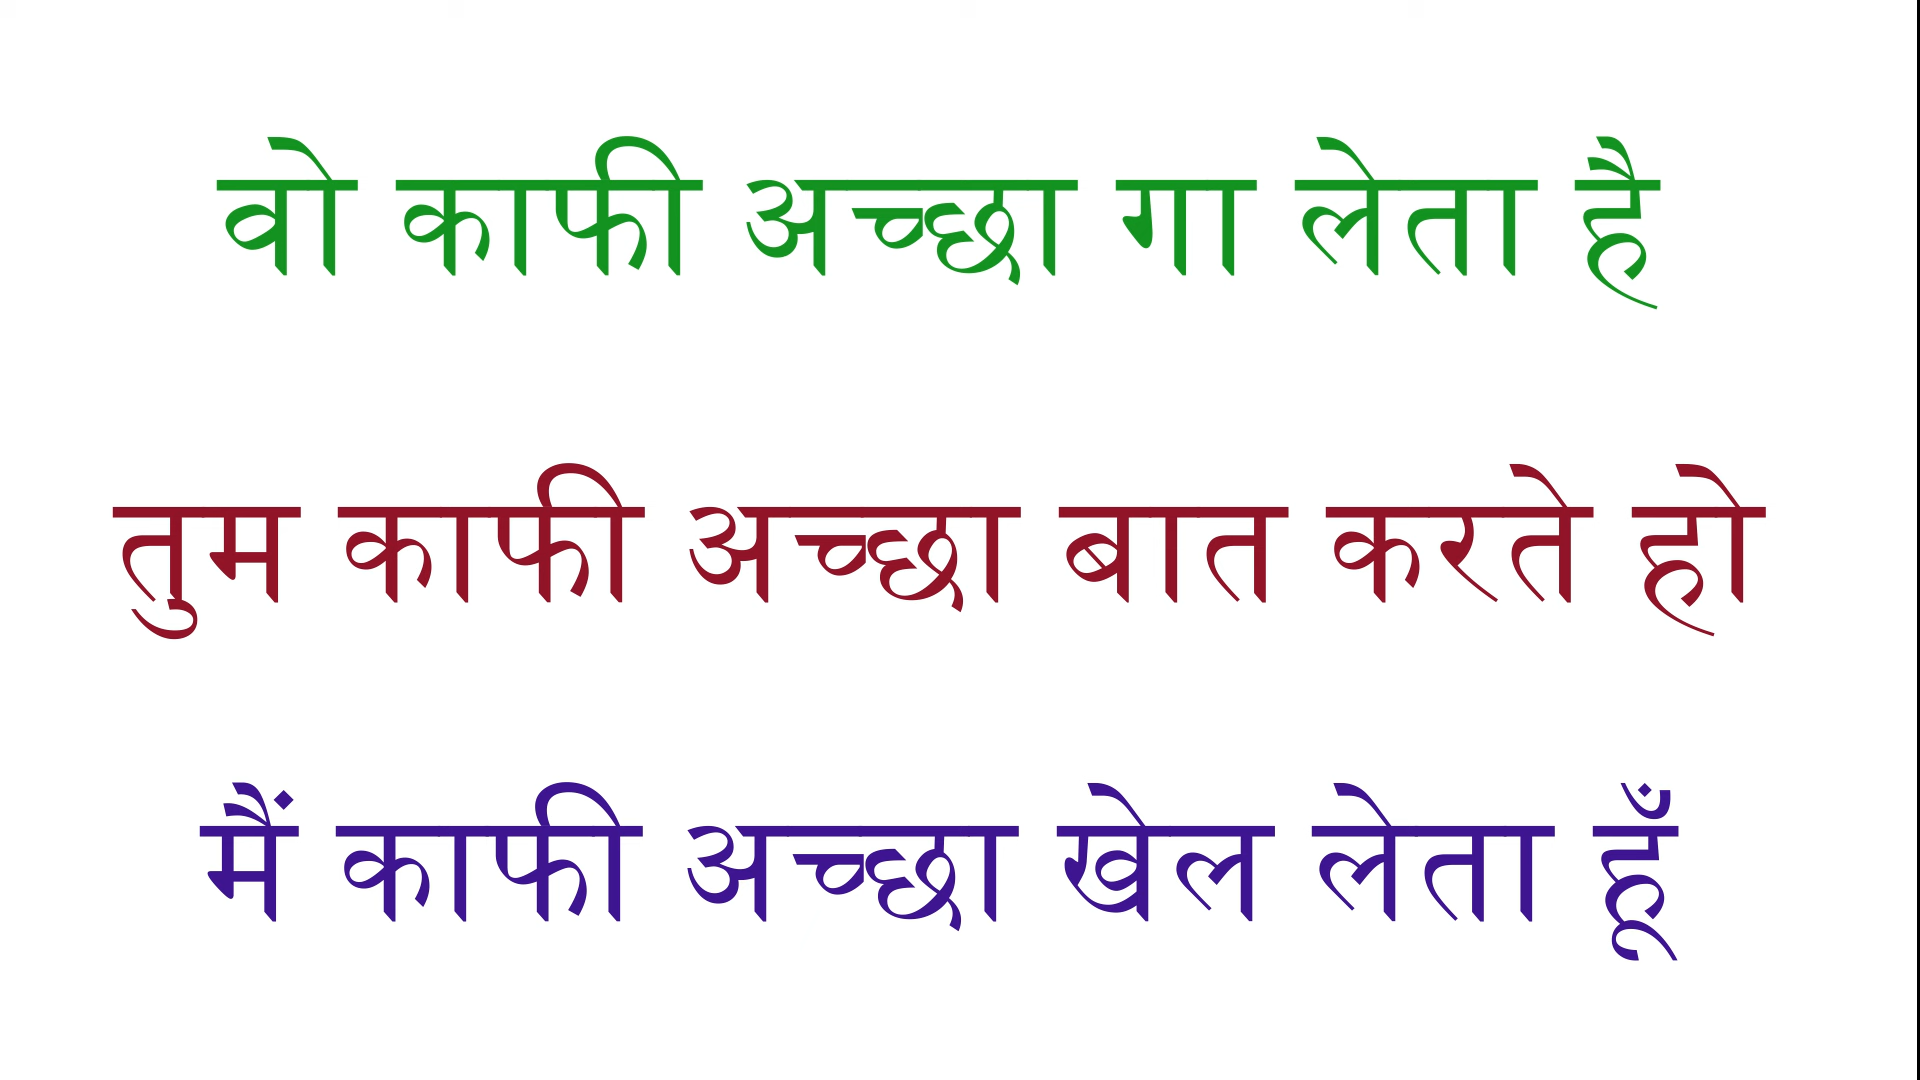 वो काफी अच्छा गा लेता है
तुम काफी अच्छा बात करते हो
मैं काफी अच्छा खेल लेता हूँ